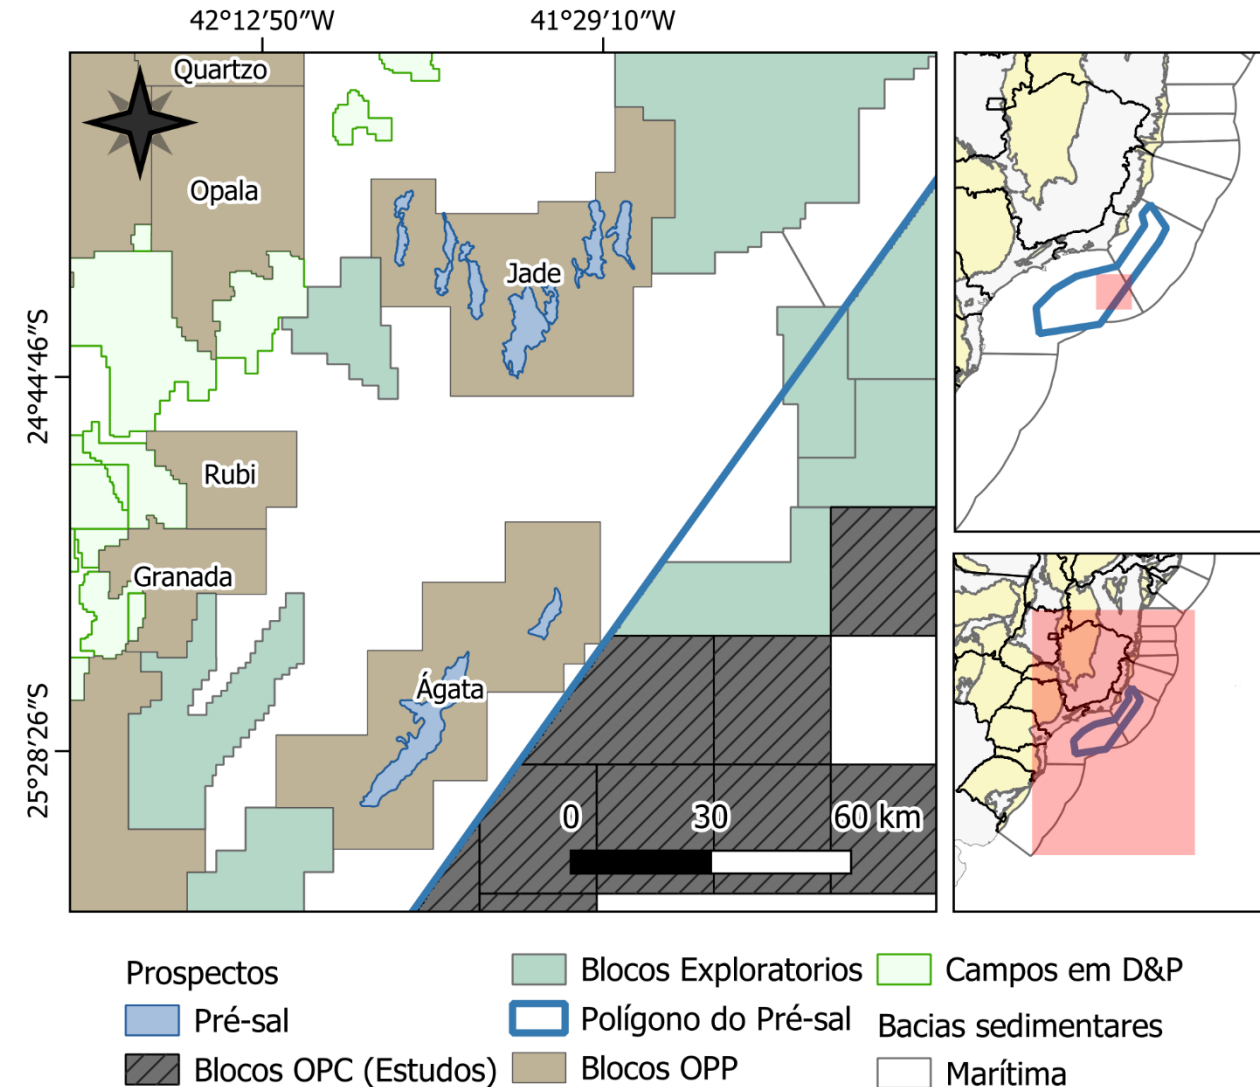 42°12′50″W 41°29′10″W
Quartzo
Opala
Jade
24°44′46″S
Rubi
Granada
Ágata
25°28′26″S
0 30 60 km
Prospectos
Pré-sal
Blocos OPC (Estudos)
Blocos Exploratorios
Polígono do Pré-sal
Blocos OPP
Campos em D&P
Bacias sedimentares
Marítima